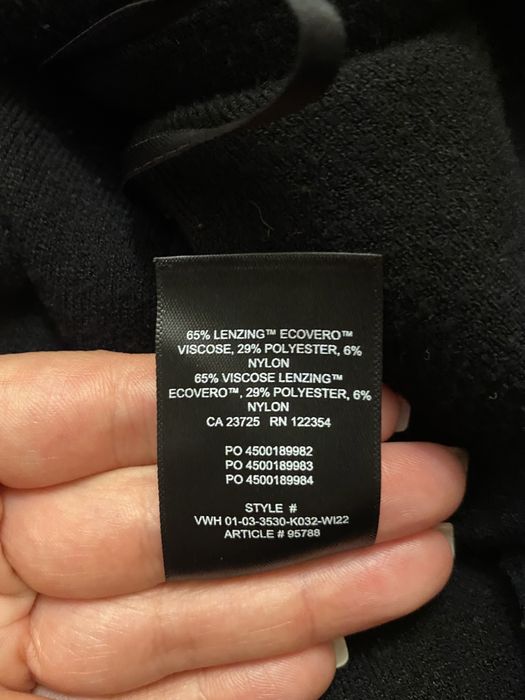 65% LENZING™ ECOVERO™
VISCOSE, 29% POLYESTER, 6%
NYLON
65% VISCOSE LENZING™
ECOVERO™, 29% POLYESTER, 6%
NYLON
CA 23725 RN 122354
PO 4500189982
PO 4500189983
PO 4500189984
STYLE #
VWH 01-03-3530-K032-WI22
ARTICLE # 95788